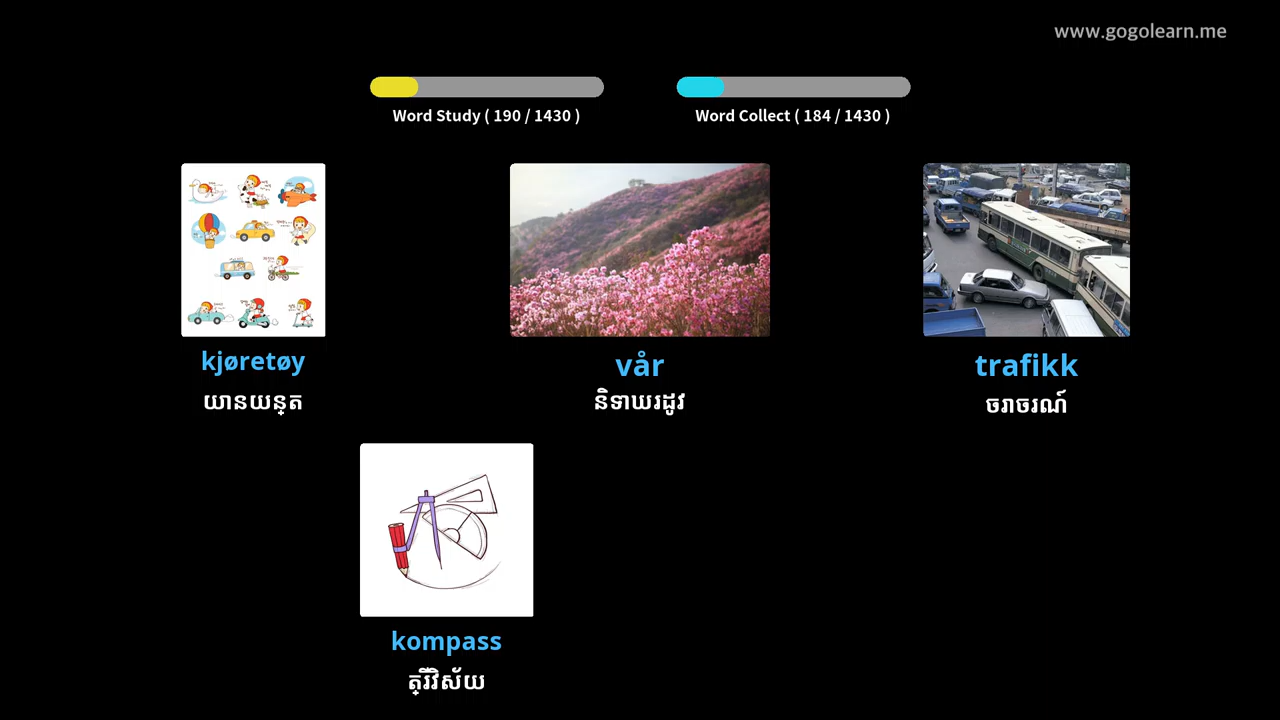 www.gogolearn.me
Word Study ( 190 / 1430 )
Word Collect ( 184 / 1430 )
kjøretøy
យានយន្ត
vår
និទាឃរដូវ
trafikk
ចរាចរណ៍
kompass
ត្រីវិស័យ